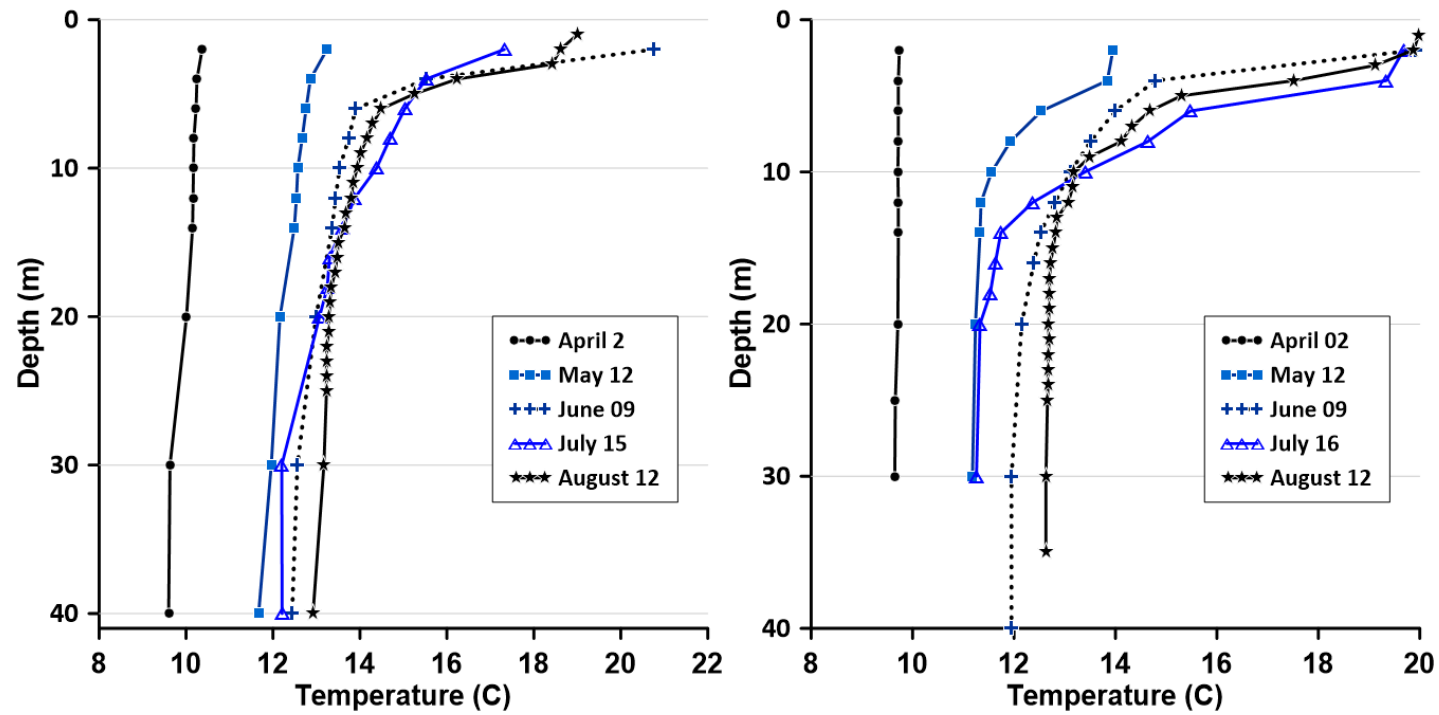 0
10
20
30
40
Depth (m)
8 10 12 14 16 18 20 22
Temperature (C)
April 2
May 12
June 09
July 15
August 12
0
10
20
30
40
Depth (m)
8 10 12 14 16 18 20
Temperature (C)
April 02
May 12
June 09
July 16
August 12